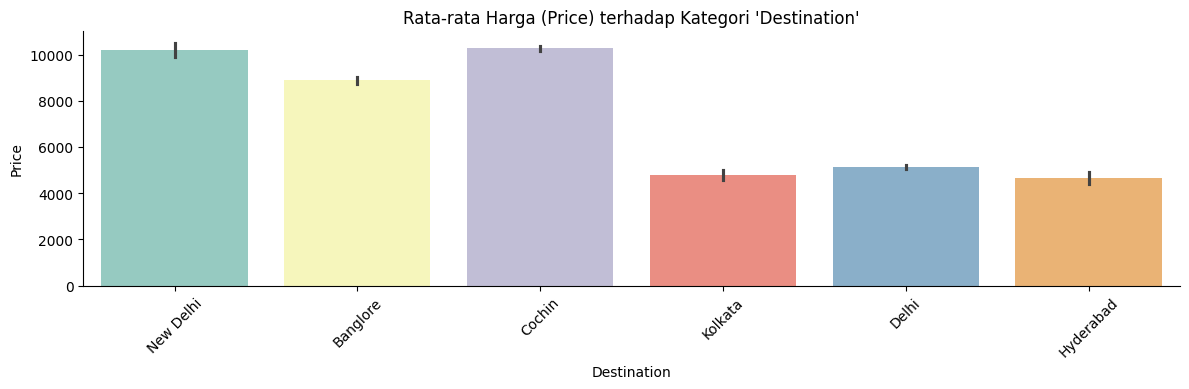 Rata-rata Harga (Price) terhadap Kategori 'Destination'
10000
8000
6000
4000
2000
0
Price
New Delhi
Banglore
Cochin
Kolkata
Delhi
Hyderabad
Destination